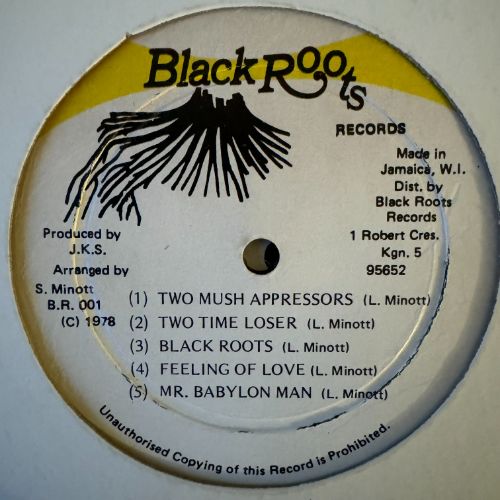 Black Roots
RECORDS
Made in
Jamaica, W.I.
Dist. by
Black Roots
Records
1 Robert Cres.
Kgn. 5
95652
Produced by
J.K.S.
Arranged by
S. Minott
B.R. 001
(C) 1978
(1) TWO MUSH APPRESSORS (L. Minott)
(2) TWO TIME LOSER (L. Minott)
(3) BLACK ROOTS (L. Minott)
(4) FEELING OF LOVE (L. Minott)
(5) MR. BABYLON MAN (L. Minott)
Unauthorised Copying of this Record is Prohibited.